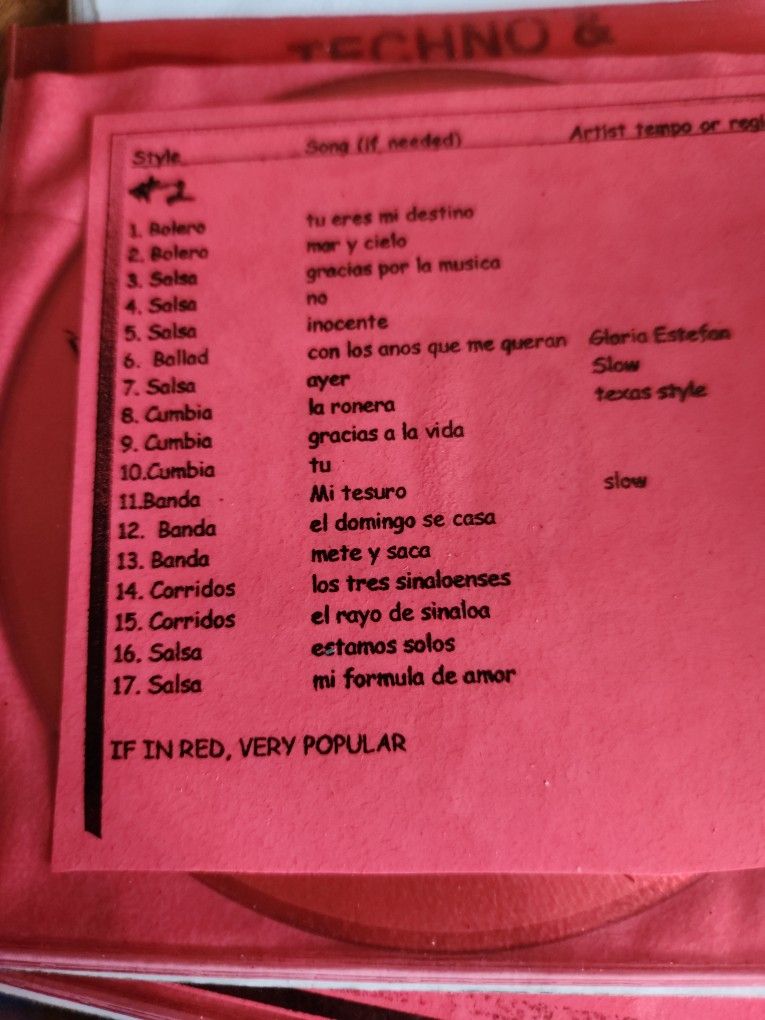 TECHNO &
Style Song (if needed) Artist tempo or regi
#2
1. Bolero tu eres mi destino
2. Bolero mar y cielo
3. Salsa gracias por la musica
4. Salsa no
5. Salsa inocente
6. Ballad con los anos que me queran Gloria Estefan
7. Salsa ayer Slow
8. Cumbia la ronera texas style
9. Cumbia gracias a la vida
10.Cumbia tu
11.Banda Mi tesuro slow
12. Banda el domingo se casa
13. Banda mete y saca
14. Corridos los tres sinaloenses
15. Corridos el rayo de sinaloa
16. Salsa estamos solos
17. Salsa mi formula de amor
IF IN RED, VERY POPULAR